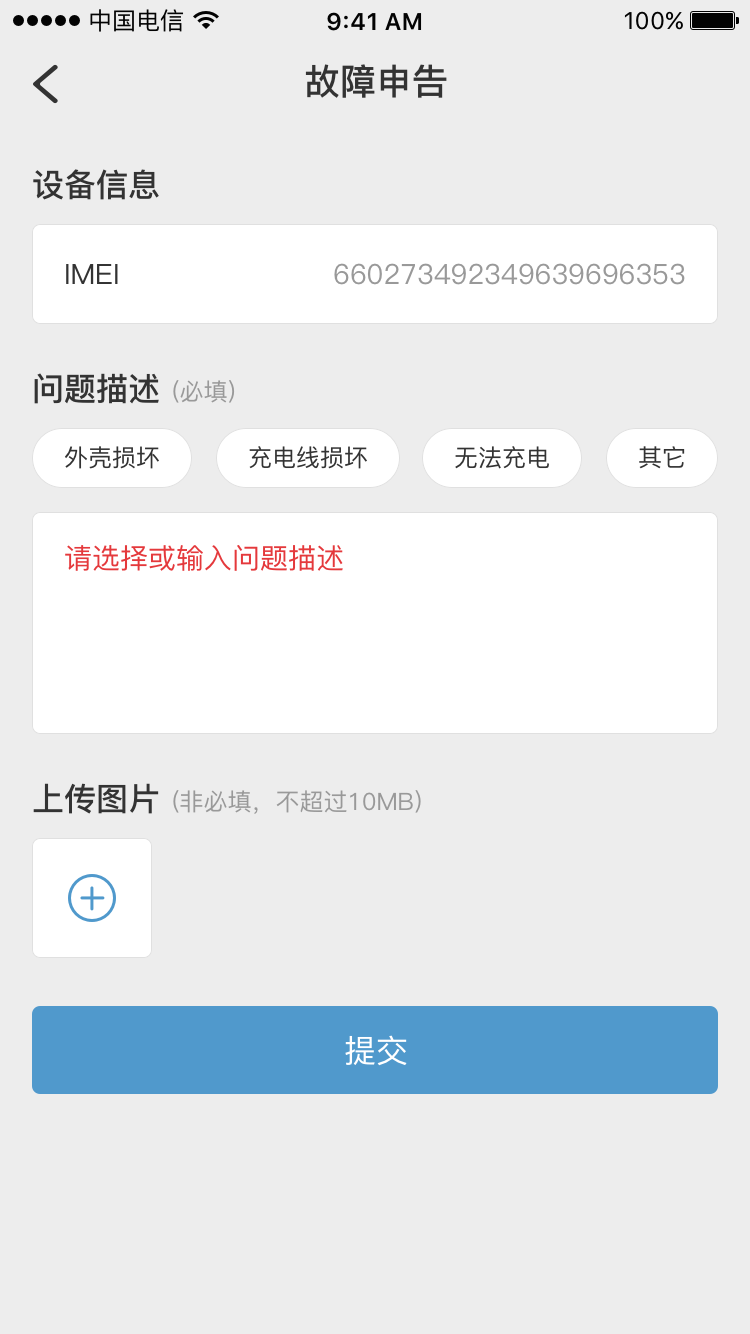 中国电信 9:41 AM 100%
故障申告
设备信息
IMEI 660273492349639696353
问题描述 (必填)
外壳损坏 充电线损坏 无法充电 其它
请选择或输入问题描述
上传图片 (非必填，不超过10MB)
提交